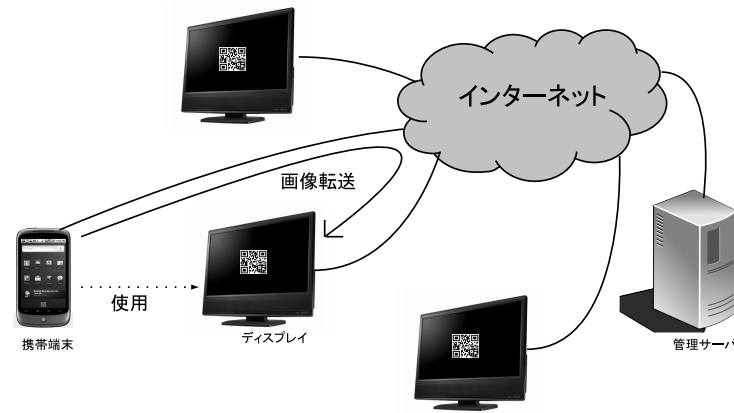 インターネット
画像転送
使用
携帯端末
ディスプレイ
管理サーバ